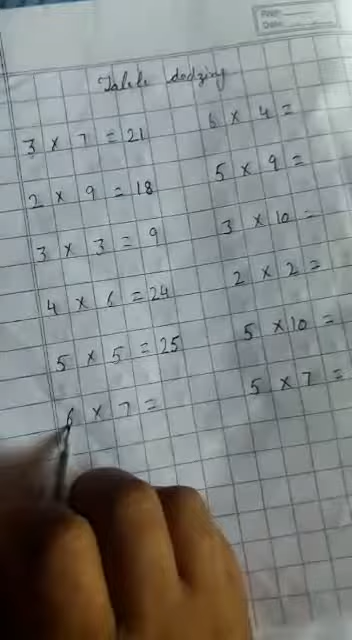 Table dodging
3 × 7 = 21
2 × 9 = 18
3 × 3 = 9
4 × 6 = 24
5 × 5 = 25
6 × 7 =
6 × 4 =
5 × 9 =
3 × 10 =
2 × 2 =
5 × 10 =
5 × 7 =